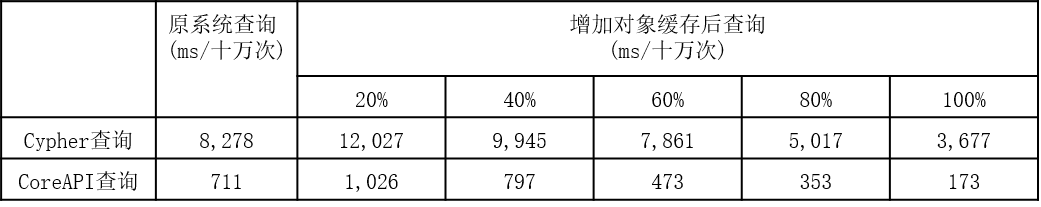 原系统查询
(ms/十万次)
增加对象缓存后查询
(ms/十万次)
20% 40% 60% 80% 100%
Cypher查询 8,278 12,027 9,945 7,861 5,017 3,677
CoreAPI查询 711 1,026 797 473 353 173